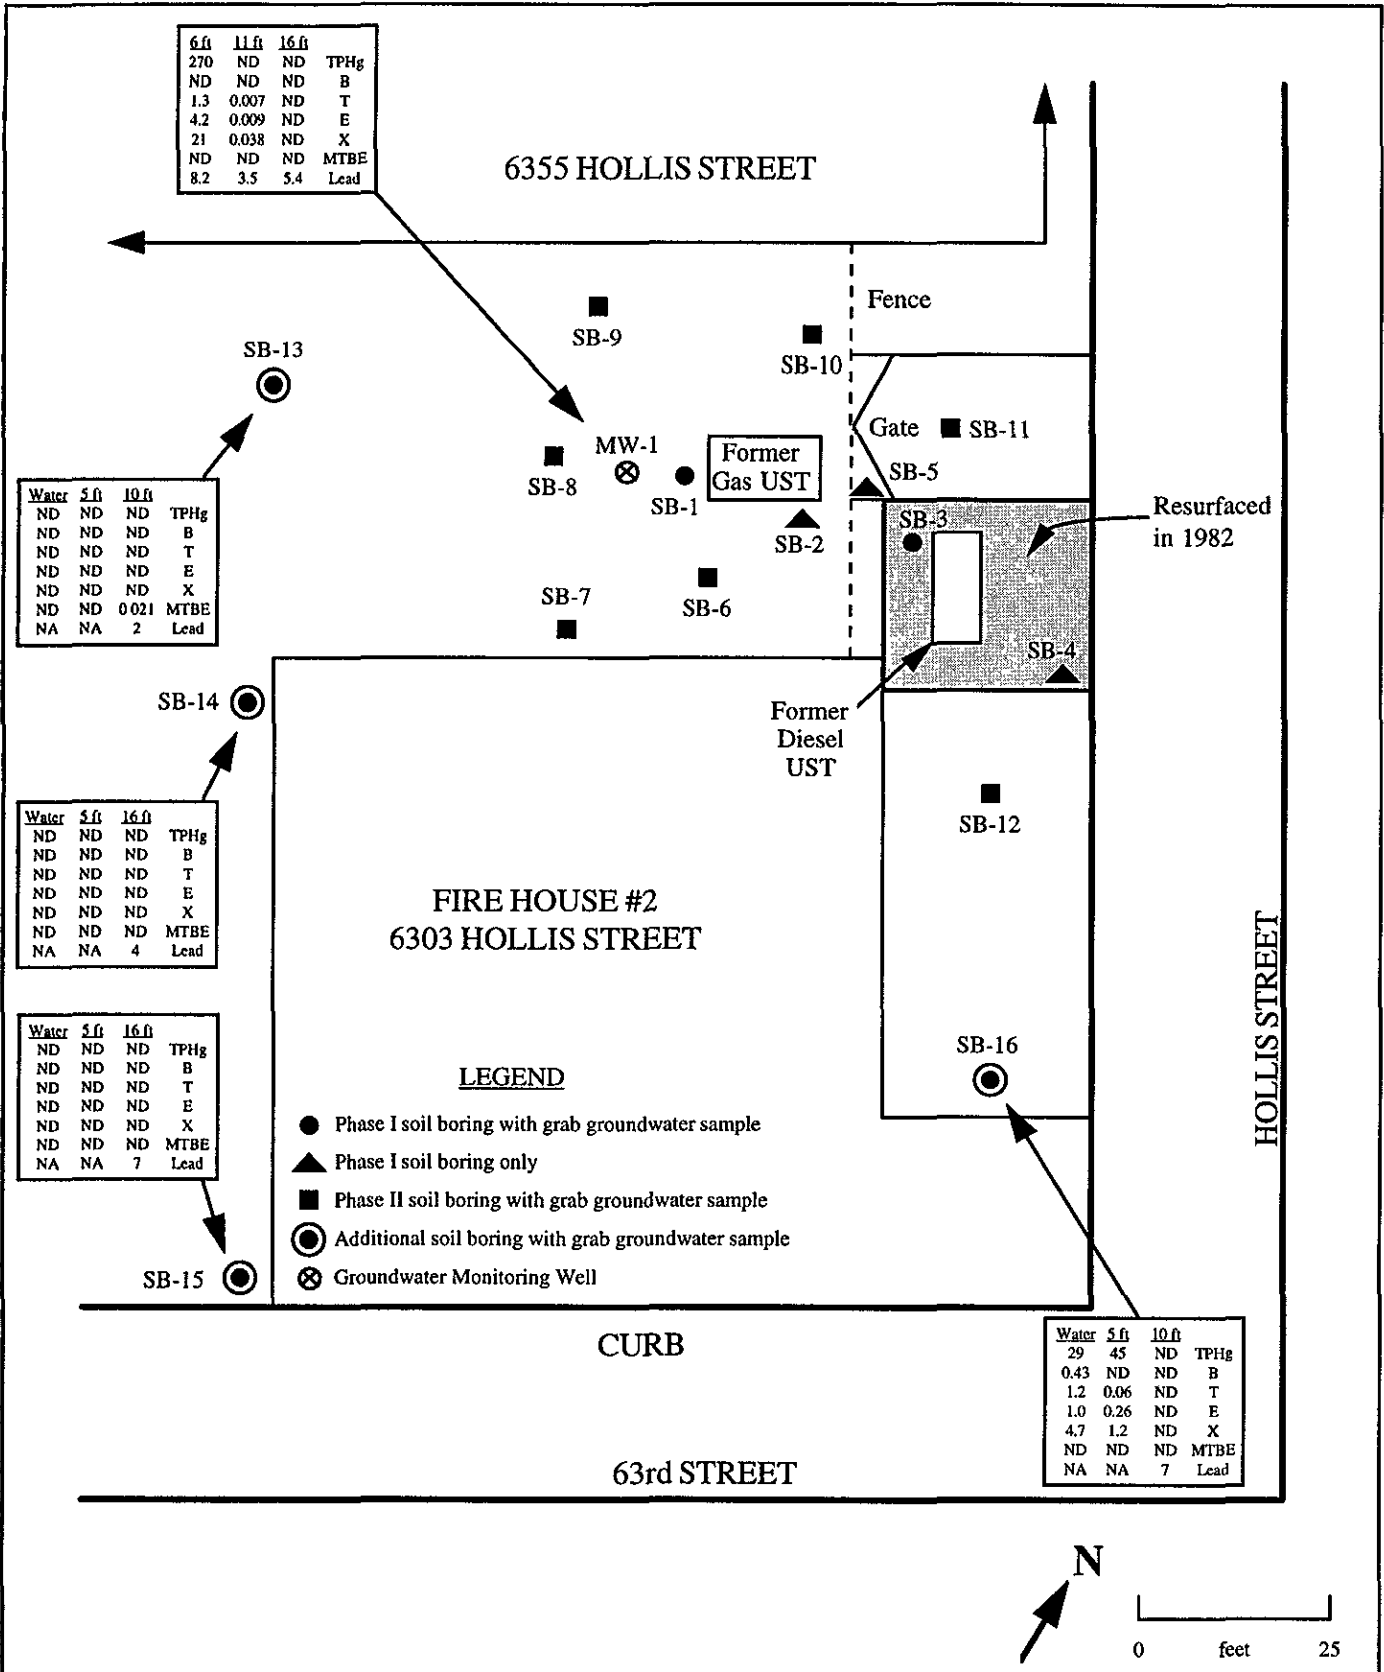 6 ft 11 ft 16 ft
270 ND ND TPHg
ND ND ND B
1.3 0.007 ND T
4.2 0.009 ND E
21 0.038 ND X
ND ND ND MTBE
8.2 3.5 5.4 Lead
6355 HOLLIS STREET
Fence
SB-9
SB-10
SB-13
Gate
SB-11
MW-1
Former
Gas UST
SB-8
SB-1
SB-5
SB-2
SB-3
Resurfaced
in 1982
Water 5 ft 10 ft
ND ND ND TPHg
ND ND ND B
ND ND ND T
ND ND ND E
ND ND ND X
ND ND 0 021 MTBE
NA NA 2 Lead
SB-7
SB-6
SB-4
SB-14
Former
Diesel
UST
Water 5 ft 16 ft
ND ND ND TPHg
ND ND ND B
ND ND ND T
ND ND ND E
ND ND ND X
ND ND ND MTBE
NA NA 4 Lead
SB-12
FIRE HOUSE #2
6303 HOLLIS STREET
HOLLIS STREET
Water 5 ft 16 ft
ND ND ND TPHg
ND ND ND B
ND ND ND T
ND ND ND E
ND ND ND X
ND ND ND MTBE
NA NA 7 Lead
SB-16
LEGEND
Phase I soil boring with grab groundwater sample
Phase I soil boring only
Phase II soil boring with grab groundwater sample
Additional soil boring with grab groundwater sample
Groundwater Monitoring Well
SB-15
CURB
Water 5 ft 10 ft
29 45 ND TPHg
0.43 ND ND B
1.2 0.06 ND T
1.0 0.26 ND E
4.7 1.2 ND X
ND ND ND MTBE
NA NA 7 Lead
63rd STREET
N
0 feet 25